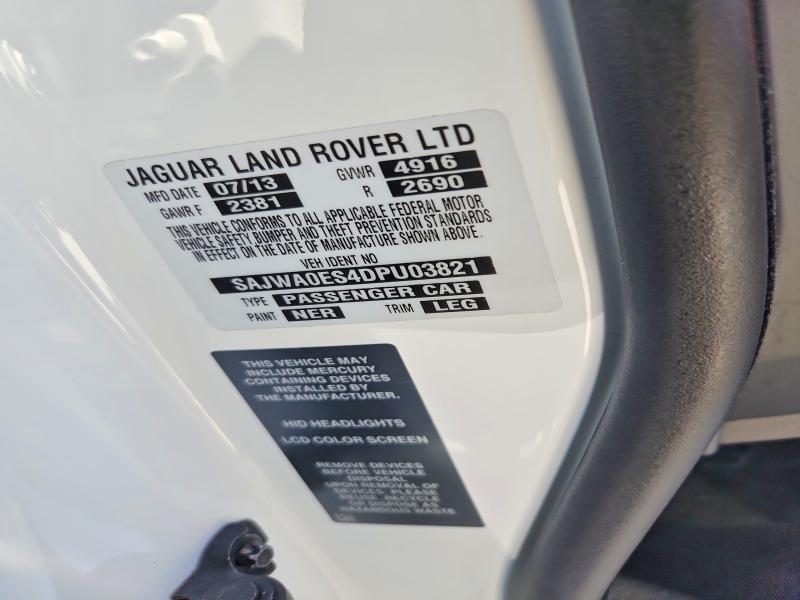 JAGUAR LAND ROVER LTD
MFD DATE 07/13 GVWR 4916
GAWR F 2381 R 2690
THIS VEHICLE CONFORMS TO ALL APPLICABLE FEDERAL MOTOR
VEHICLE SAFETY, BUMPER AND THEFT PREVENTION STANDARDS
IN EFFECT ON THE DATE OF MANUFACTURE SHOWN ABOVE.
VEH IDENT NO
SAJWA0ES4DPU03821
TYPE PASSENGER CAR
PAINT NER TRIM LEG
THIS VEHICLE MAY
INCLUDE MERCURY
CONTAINING DEVICES
INSTALLED BY
THE MANUFACTURER.
HID HEADLIGHTS
LCD COLOR SCREEN
REMOVE DEVICES
BEFORE VEHICLE
DISPOSAL
UPON REMOVAL OF
DEVICES, PLEASE
REUSE, RECYCLE
OR DISPOSE AS
HAZARDOUS WASTE